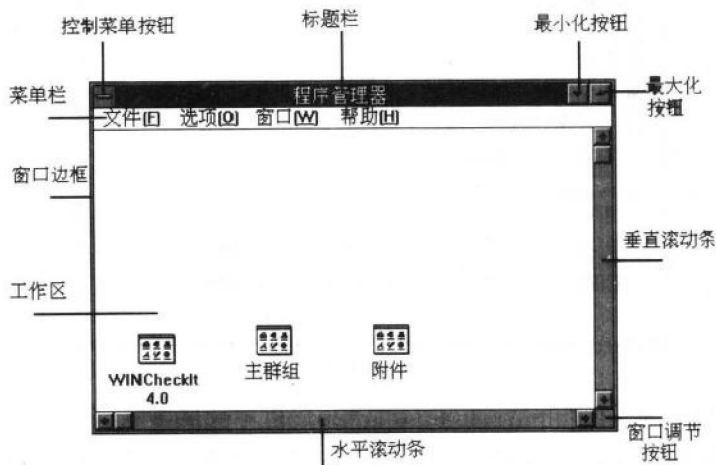 控制菜单按钮
标题栏
最小化按钮
菜单栏
程序管理器
最大化
按钮
文件(F) 选项(O) 窗口(W) 帮助(H)
窗口边框
垂直滚动条
工作区
WINCheckIt
4.0
主群组
附件
水平滚动条
窗口调节
按钮